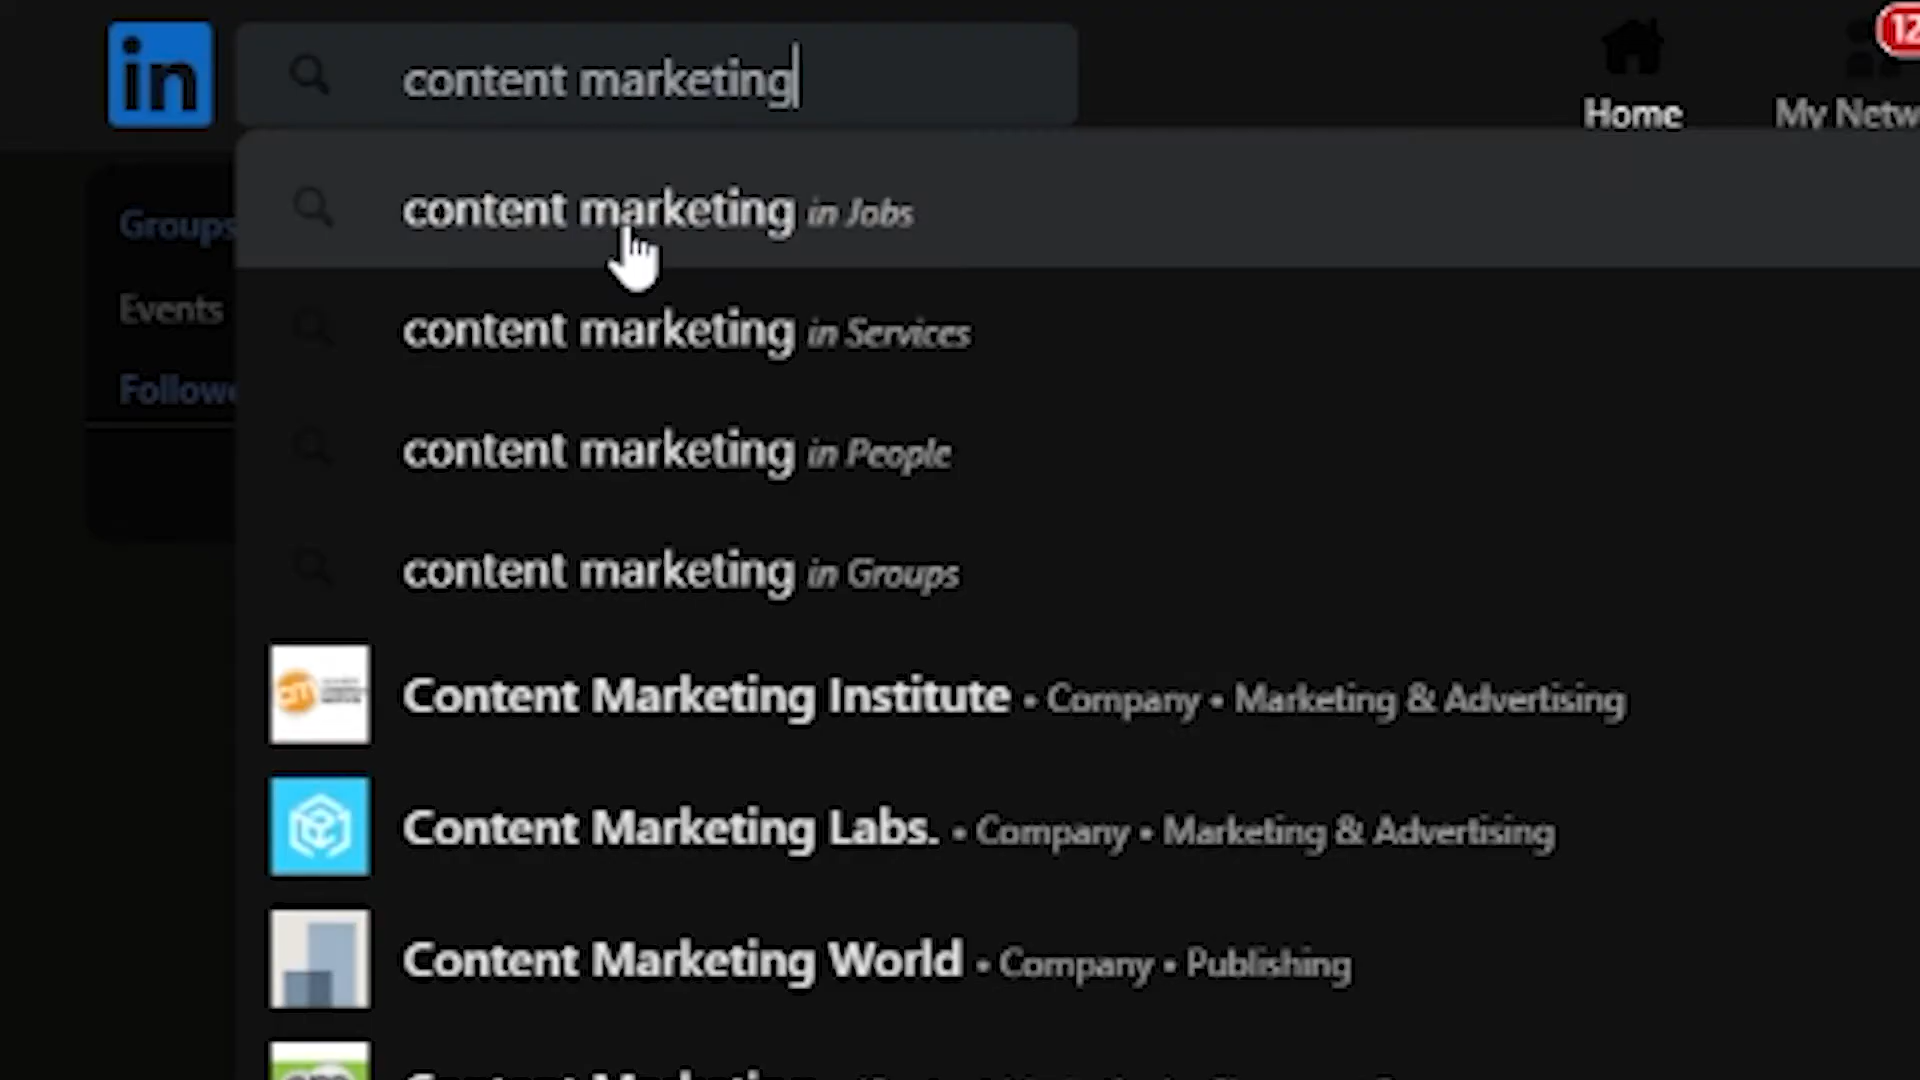 in
content marketing
12
Home
My Netw
content marketing in Jobs
Groups
Events
content marketing in Services
Followe
content marketing in People
content marketing in Groups
cm
Content Marketing Institute • Company • Marketing & Advertising
Content Marketing Labs. • Company • Marketing & Advertising
Content Marketing World • Company • Publishing